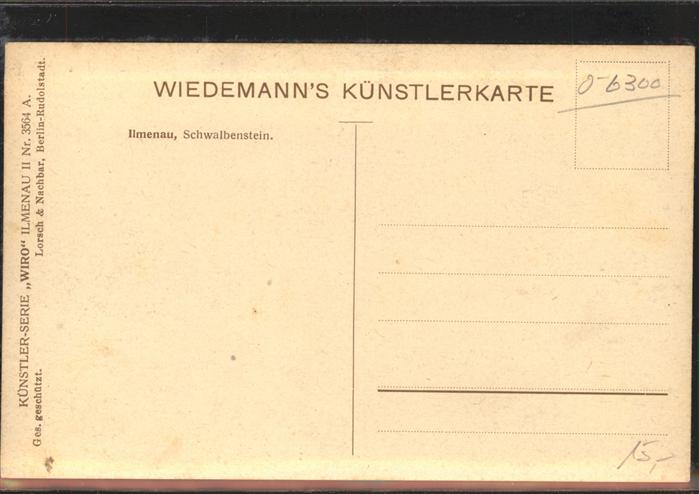 WIEDEMANN'S KÜNSTLERKARTE
O-6300
Ilmenau, Schwalbenstein.
KÜNSTLER-SERIE „WIRO“ ILMENAU II Nr. 3564 A.
Ges. geschützt. Lorsch & Nachbar, Berlin-Rudolstadt.
15,-